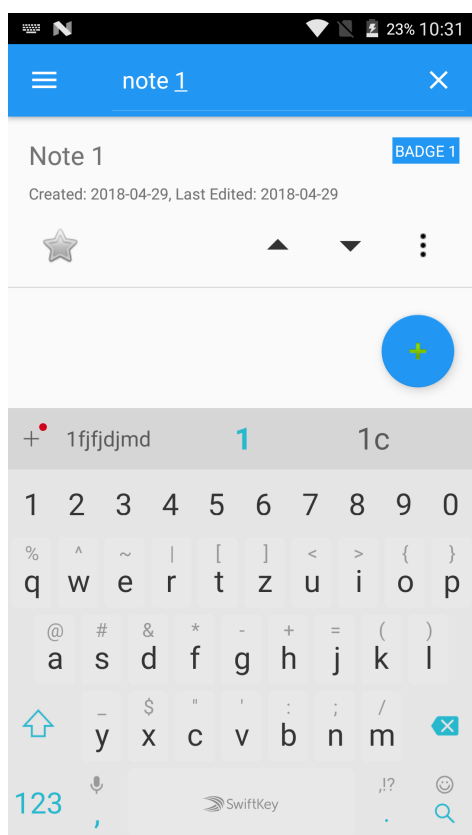 23% 10:31
note 1
Note 1
BADGE 1
Created: 2018-04-29, Last Edited: 2018-04-29
+ 1fjfjdjmd 1 1c
1 2 3 4 5 6 7 8 9 0
% ^ ~ | [ ] < > { }
q w e r t z u i o p
@ # & * - + = ( )
a s d f g h j k l
_ $ " ' : ; /
y x c v b n m
,!?
123 , SwiftKey .